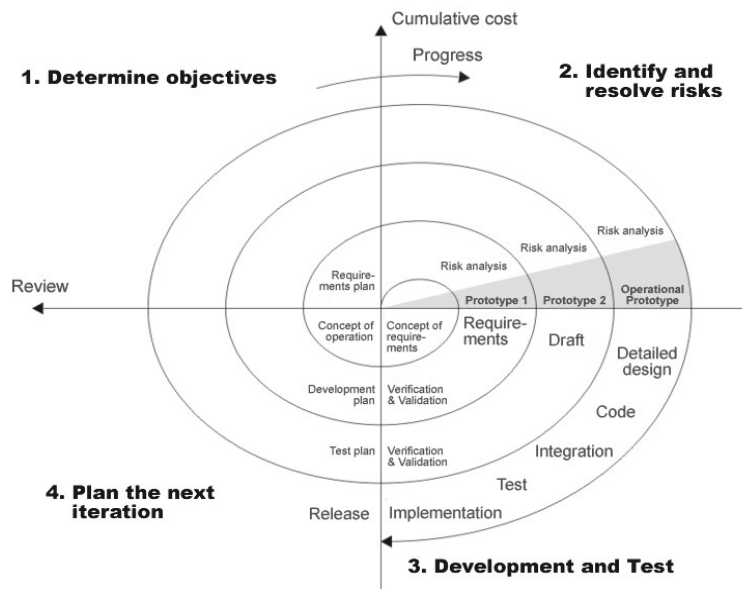 Cumulative cost
Progress
1. Determine objectives
2. Identify and
resolve risks
Risk analysis
Risk analysis
Risk analysis
Require-
ments plan
Review
Prototype 1
Prototype 2
Operational
Prototype
Concept of
operation
Concept of
require-
ments
Require-
ments
Draft
Detailed
design
Development
plan
Verification
& Validation
Code
Test plan
Verification
& Validation
Integration
Test
4. Plan the next
iteration
Release
Implementation
3. Development and Test